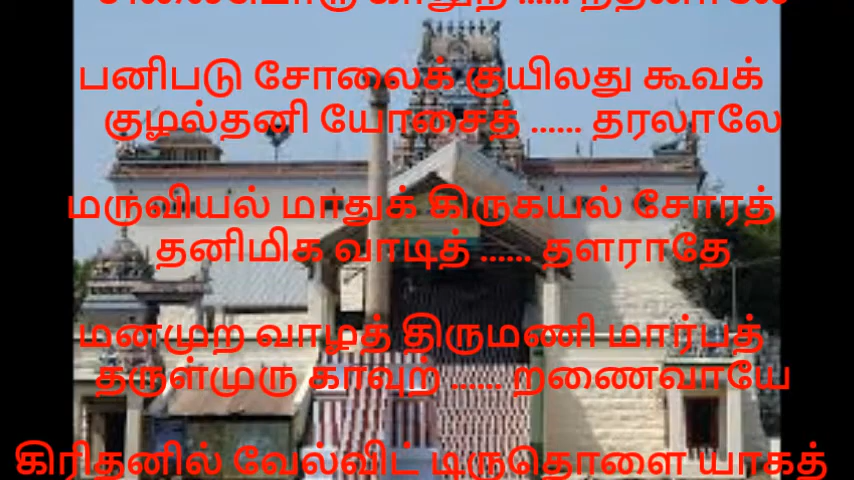 பனிபடு சோலைக் குயிலது கூவக்
குழல்தனி யோசைத் ...... தரலாலே
மருவியல் மாதுக் கிருகயல் சோரத்
தனிமிக வாடித் ...... தளராதே
மனமுற வாழத் திருமணி மார்பத்
தருள்முரு காவுற் ...... றணைவாயே
கிரிதனில் வேல்விட் டிருதொளை யாகத்